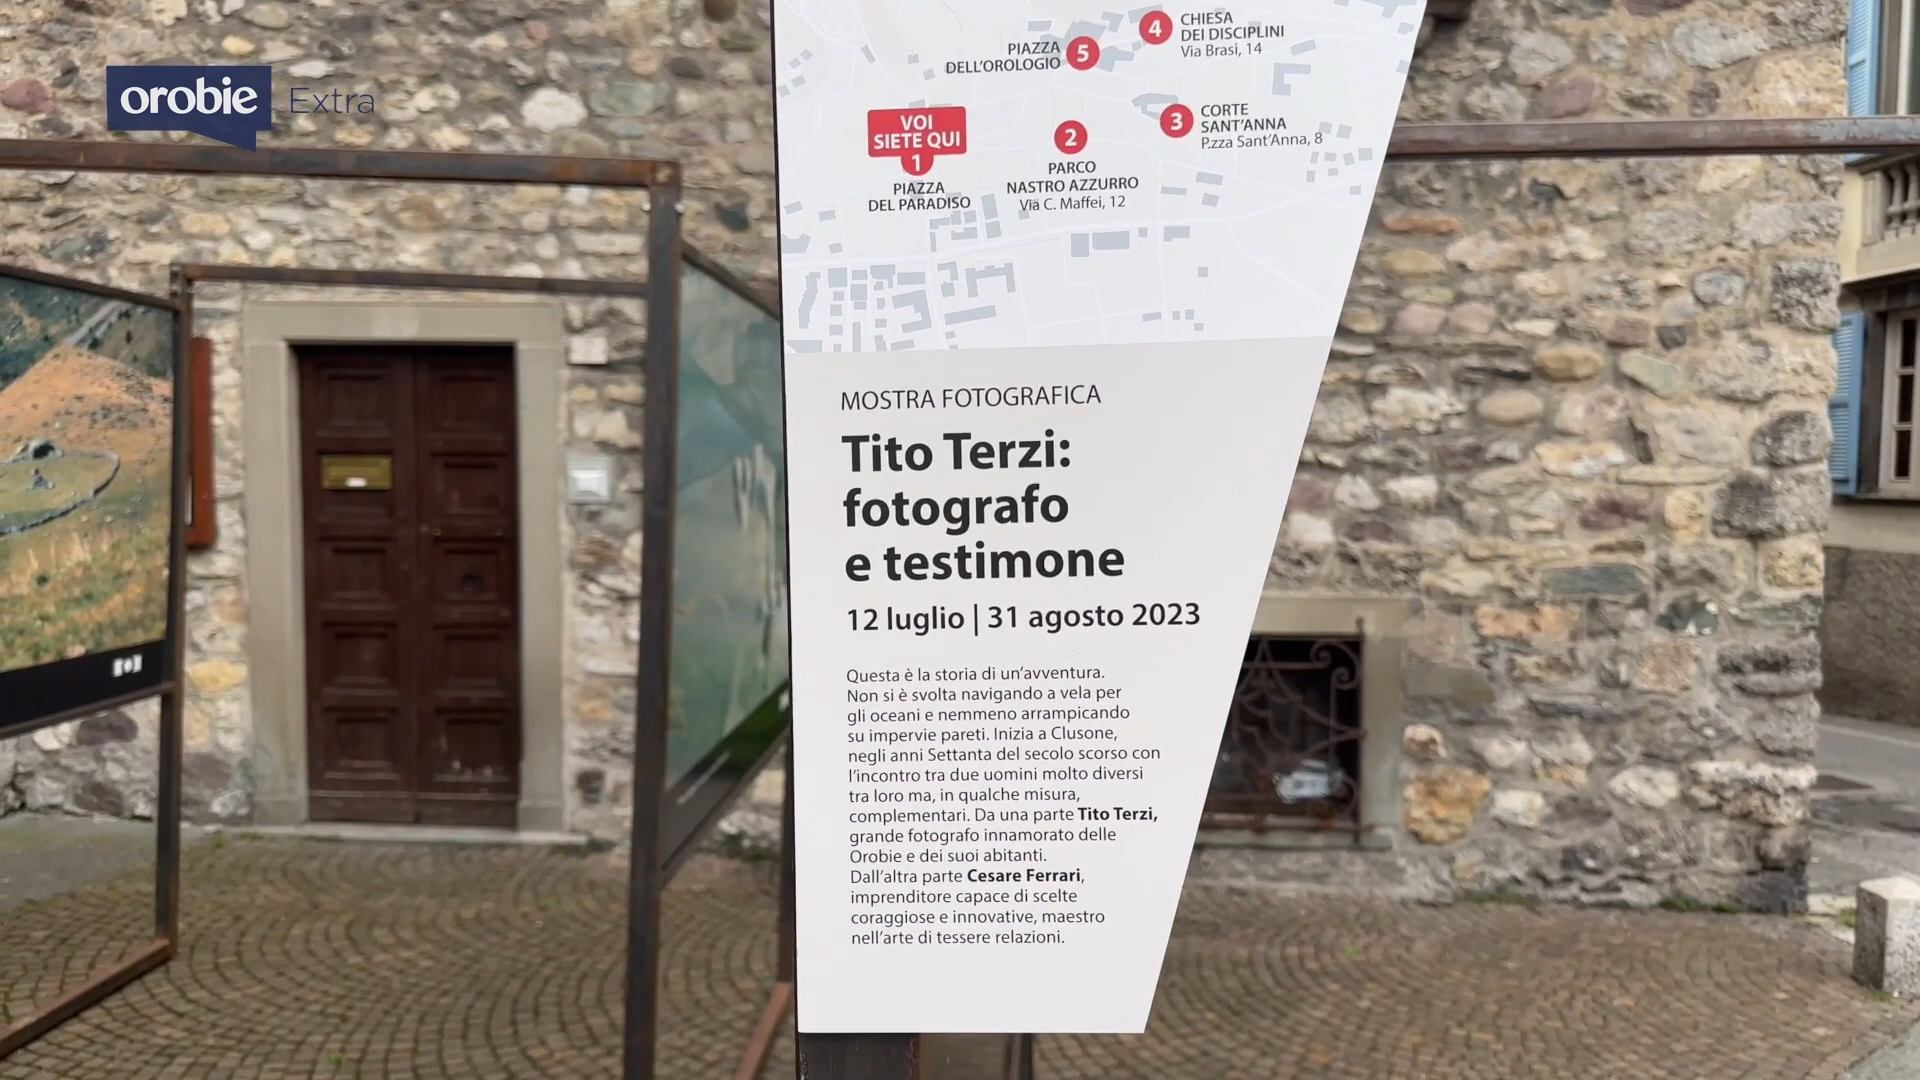 orobie Extra
4 CHIESA
DEI DISCIPLINI
Via Brasi, 14
PIAZZA
DELL'OROLOGIO
5
VOI
SIETE QUI
1
PIAZZA
DEL PARADISO
2
PARCO
NASTRO AZZURRO
Via C. Maffei, 12
3 CORTE
SANT'ANNA
P.zza Sant'Anna, 8
MOSTRA FOTOGRAFICA
Tito Terzi:
fotografo
e testimone
12 luglio | 31 agosto 2023
Questa è la storia di un'avventura.
Non si è svolta navigando a vela per
gli oceani e nemmeno arrampicando
su impervie pareti. Inizia a Clusone,
negli anni Settanta del secolo scorso con
l'incontro tra due uomini molto diversi
tra loro ma, in qualche misura,
complementari. Da una parte Tito Terzi,
grande fotografo innamorato delle
Orobie e dei suoi abitanti.
Dall'altra parte Cesare Ferrari,
imprenditore capace di scelte
coraggiose e innovative, maestro
nell'arte di tessere relazioni.